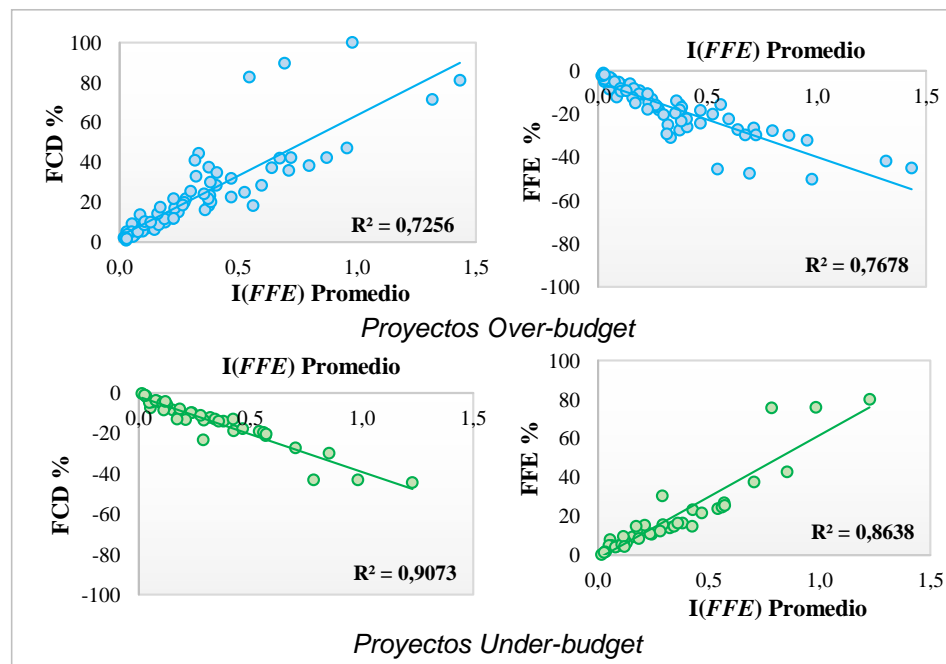 100
80
60
40
20
0
FCD %
0,0
0,5
1,0
1,5
I(FFE) Promedio
R² = 0,7256
I(FFE) Promedio
0,0
0,5
1,0
1,5
0
-20
-40
-60
-80
-100
FFE %
R² = 0,7678
Proyectos Over-budget
I(FFE) Promedio
0,0
0,5
1,0
1,5
0
-20
-40
-60
-80
-100
FCD %
R² = 0,9073
100
80
60
40
20
0
FFE %
0,0
0,5
1,0
1,5
I(FFE) Promedio
R² = 0,8638
Proyectos Under-budget